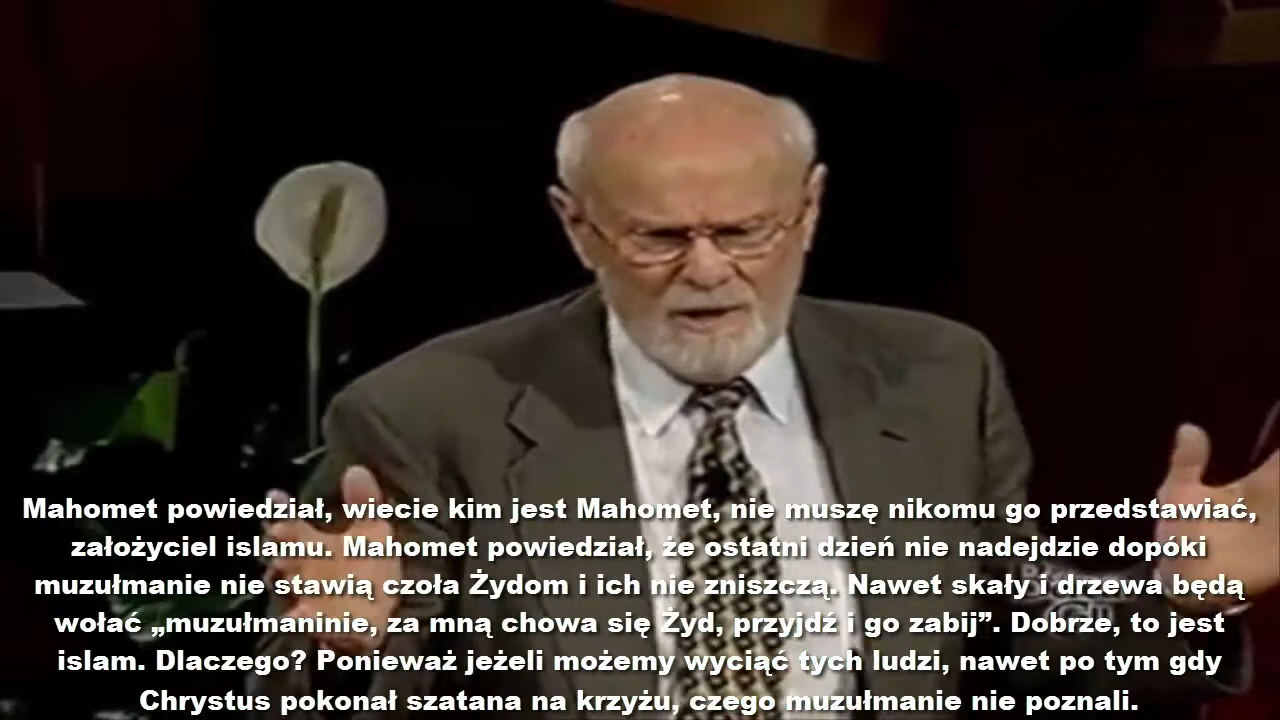 Mahomet powiedział, wiecie kim jest Mahomet, nie muszę nikomu go przedstawiać,
założyciel islamu. Mahomet powiedział, że ostatni dzień nie nadejdzie dopóki
muzułmanie nie stawią czoła Żydom i ich nie zniszczą. Nawet skały i drzewa będą
wołać „muzułmaninie, za mną chowa się Żyd, przyjdź i go zabij”. Dobrze, to jest
islam. Dlaczego? Ponieważ jeżeli możemy wyciąć tych ludzi, nawet po tym gdy
Chrystus pokonał szatana na krzyżu, czego muzułmanie nie poznali.